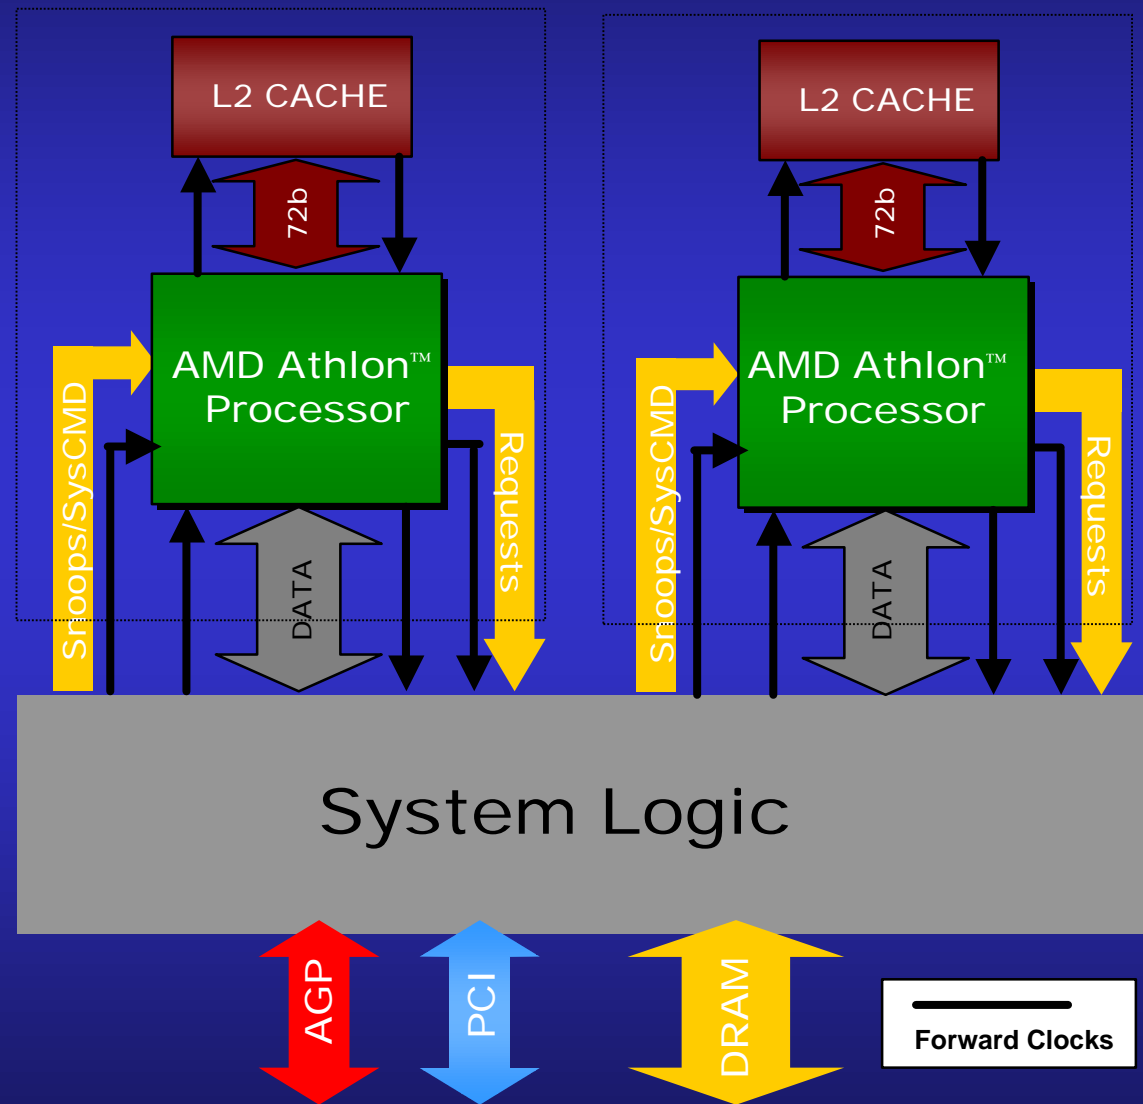 L2 CACHE
L2 CACHE
72b
72b
AMD Athlon™
Processor
AMD Athlon™
Processor
Snoops/SysCMD
Requests
DATA
Snoops/SysCMD
Requests
DATA
System Logic
AGP
PCI
DRAM
Forward Clocks